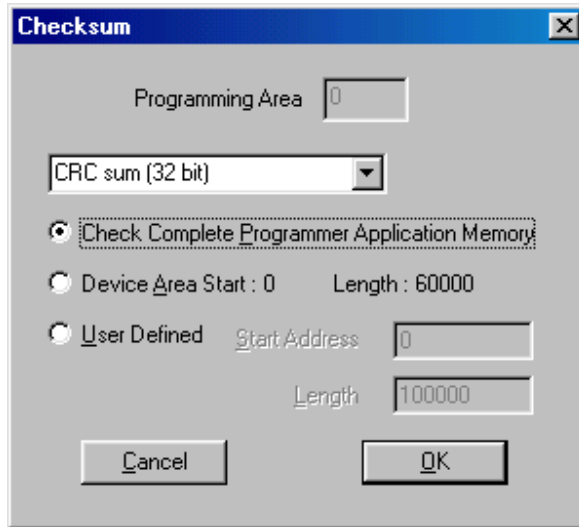 Checksum
Programming Area 0
CRC sum (32 bit)
Check Complete Programmer Application Memory
Device Area Start : 0 Length : 60000
User Defined Start Address 0
Length 100000
Cancel OK